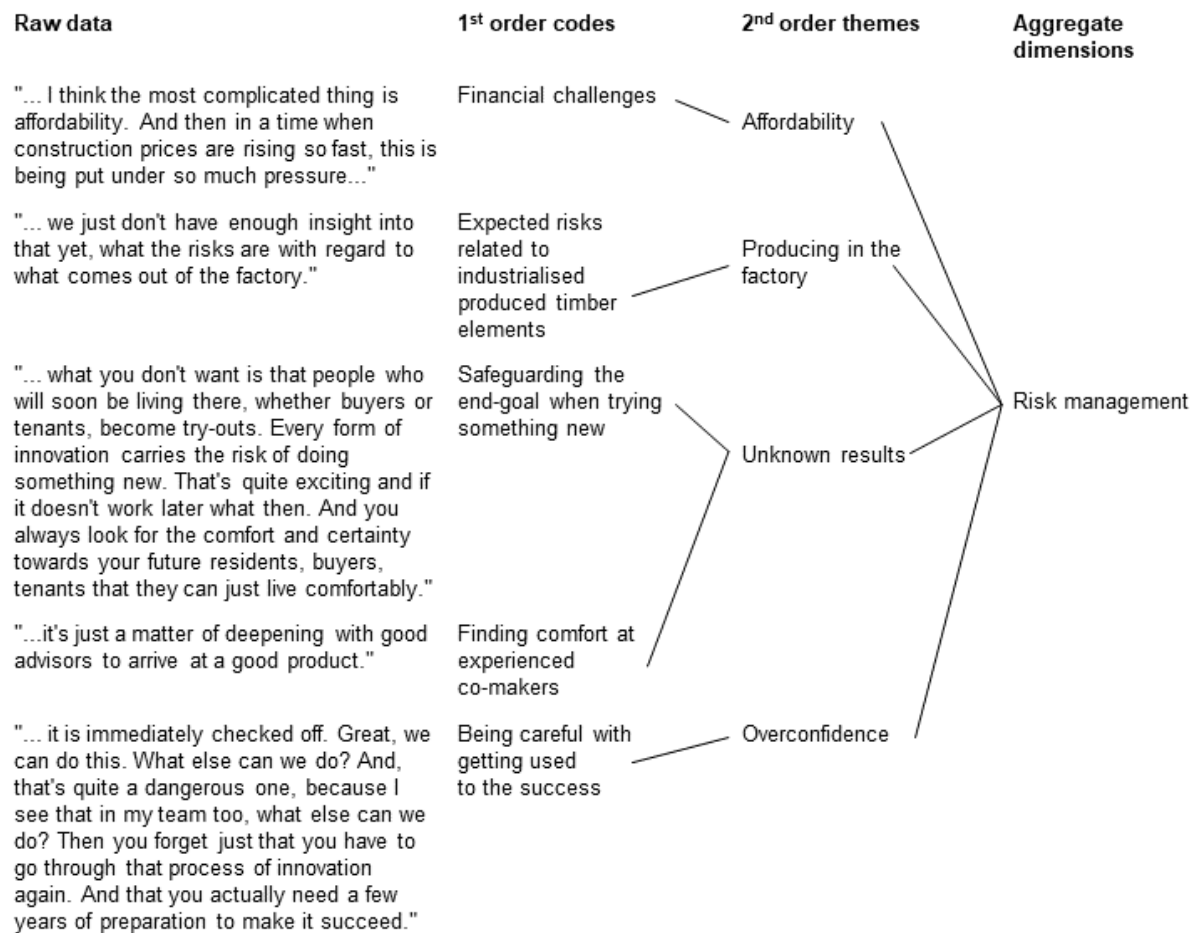 Raw data
1st order codes
2nd order themes
Aggregate
dimensions
"... I think the most complicated thing is
affordability. And then in a time when
construction prices are rising so fast, this is
being put under so much pressure..."
Financial challenges
Affordability
"... we just don't have enough insight into
that yet, what the risks are with regard to
what comes out of the factory."
Expected risks
related to
industrialised
produced timber
elements
Producing in the
factory
"... what you don't want is that people who
will soon be living there, whether buyers or
tenants, become try-outs. Every form of
innovation carries the risk of doing
something new. That's quite exciting and if
it doesn't work later what then. And you
always look for the comfort and certainty
towards your future residents, buyers,
tenants that they can just live comfortably."
Safeguarding the
end-goal when trying
something new
Unknown results
Risk management
"...it's just a matter of deepening with good
advisors to arrive at a good product."
Finding comfort at
experienced
co-makers
"... it is immediately checked off. Great, we
can do this. What else can we do? And,
that's quite a dangerous one, because I
see that in my team too, what else can we
do? Then you forget just that you have to
go through that process of innovation
again. And that you actually need a few
years of preparation to make it succeed."
Being careful with
getting used
to the success
Overconfidence